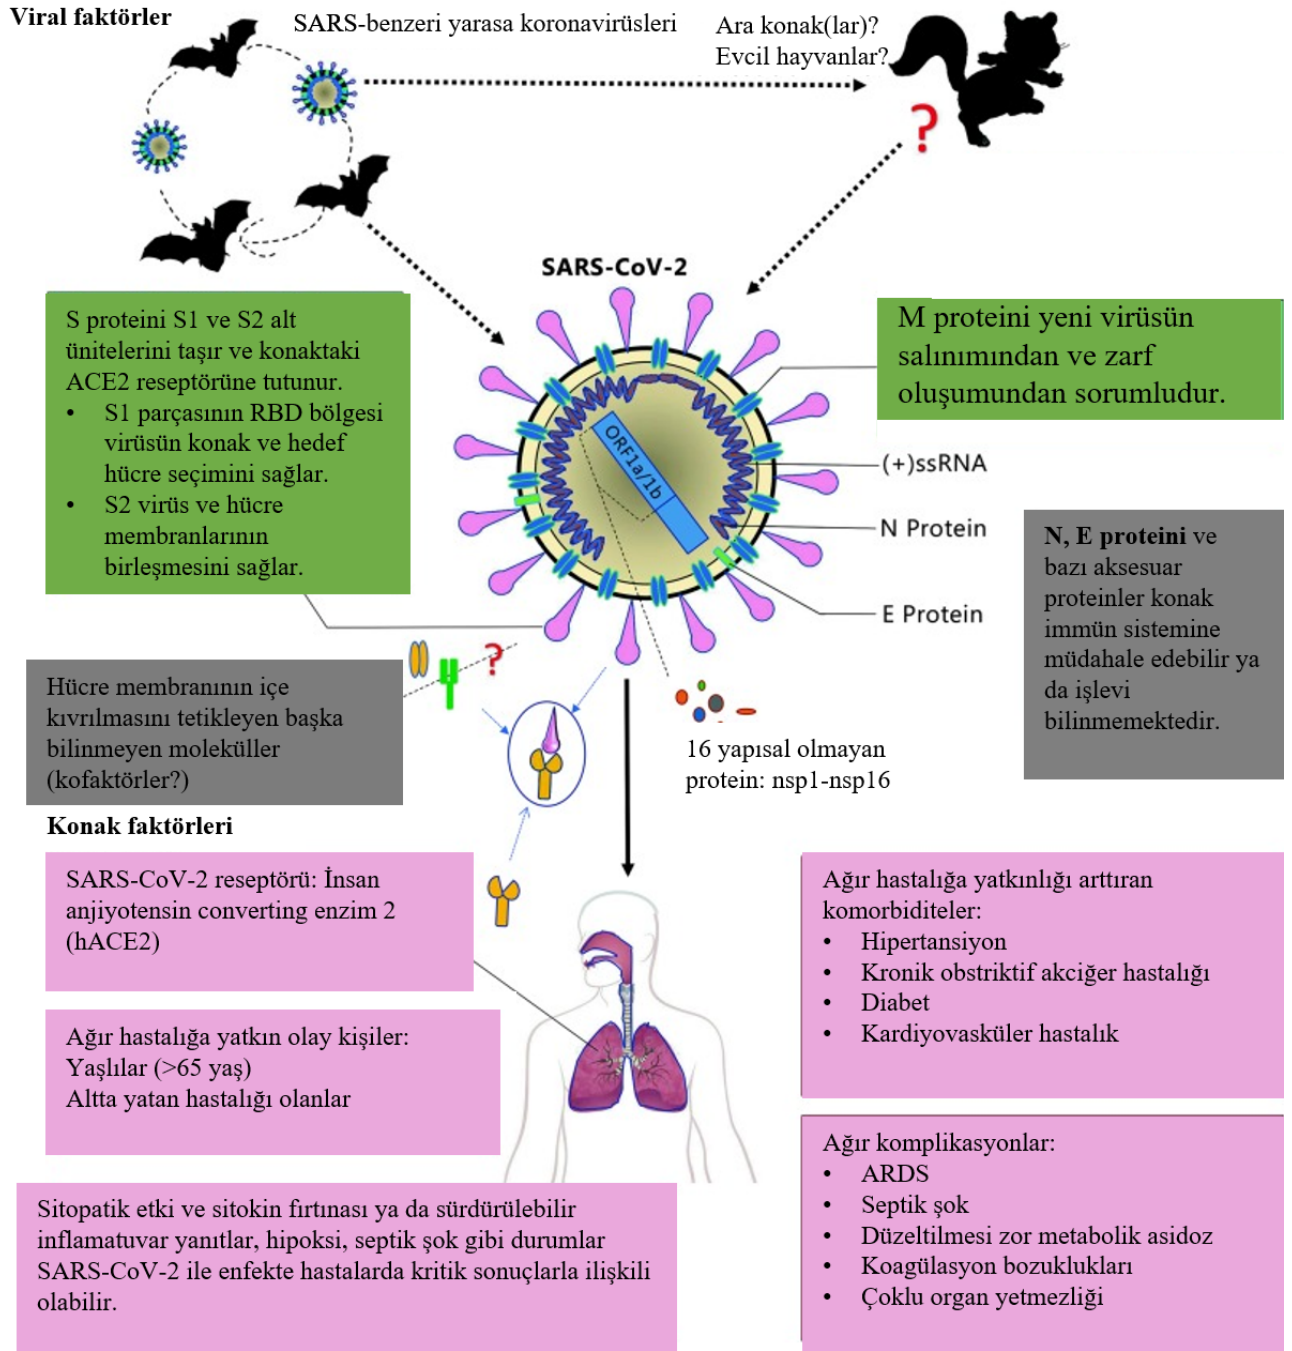 Viral faktörler
SARS-benzeri yarasa koronavirüsleri
Ara konak(lar)?
Evcil hayvanlar?
?
SARS-CoV-2
S proteini S1 ve S2 alt
ünitelerini taşır ve konaktaki
ACE2 reseptörüne tutunur.
• S1 parçasının RBD bölgesi
virüsün konak ve hedef
hücre seçimini sağlar.
• S2 virüs ve hücre
membranlarının
birleşmesini sağlar.
M proteini yeni virüsün
salınımından ve zarf
oluşumundan sorumludur.
ORF1a/1b
(+)ssRNA
N Protein
E Protein
N, E proteini ve
bazı aksesuar
proteinler konak
immün sistemine
müdahale edebilir ya
da işlevi
bilinmemektedir.
?
Hücre membranının içe
kıvrılmasını tetikleyen başka
bilinmeyen moleküller
(kofaktörler?)
16 yapısal olmayan
protein: nsp1-nsp16
Konak faktörleri
SARS-CoV-2 reseptörü: İnsan
anjiyotensin converting enzim 2
(hACE2)
Ağır hastalığa yatkın olay kişiler:
Yaşlılar (>65 yaş)
Altta yatan hastalığı olanlar
Sitopatik etki ve sitokin fırtınası ya da sürdürülebilir
inflamatuvar yanıtlar, hipoksi, septik şok gibi durumlar
SARS-CoV-2 ile enfekte hastalarda kritik sonuçlarla ilişkili
olabilir.
Ağır hastalığa yatkınlığı arttıran
komorbiditeler:
• Hipertansiyon
• Kronik obstriktif akciğer hastalığı
• Diabet
• Kardiyovasküler hastalık
Ağır komplikasyonlar:
• ARDS
• Septik şok
• Düzeltilmesi zor metabolik asidoz
• Koagülasyon bozuklukları
• Çoklu organ yetmezliği